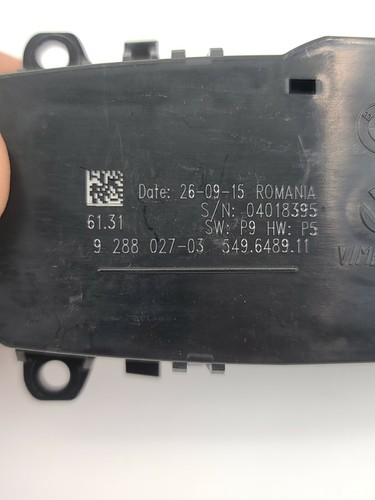 Date: 26-09-15 ROMANIA
S/N: 04018395
61.31
SW: P9 HW: P5
9 288 027-03 549.6489.11